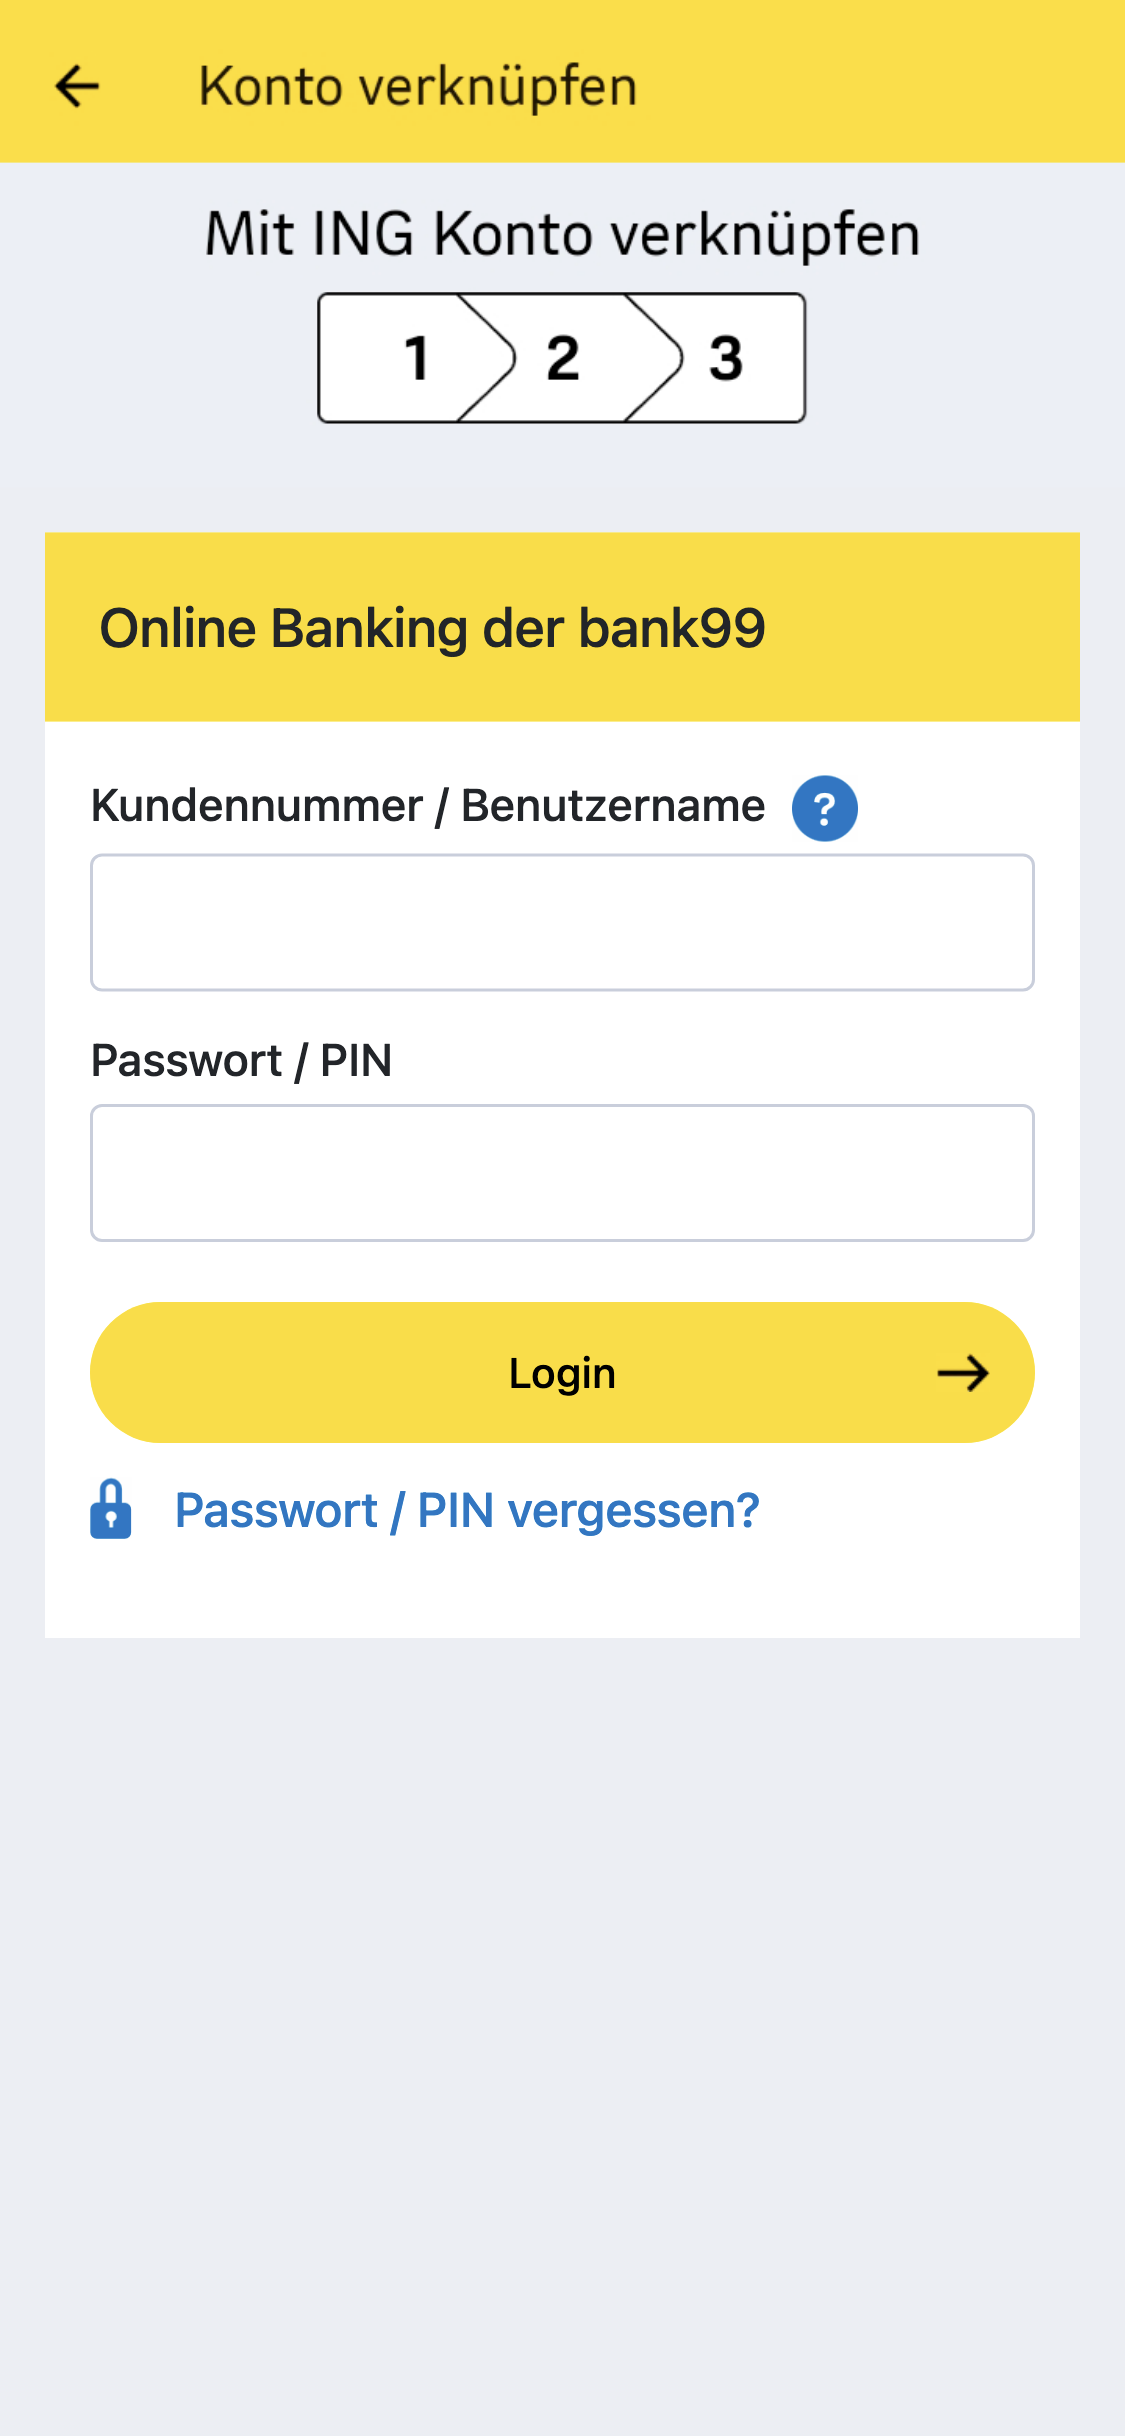 Konto verknüpfen
Mit ING Konto verknüpfen
1 2 3
Online Banking der bank99
Kundennummer / Benutzername ?
Passwort / PIN
Login
Passwort / PIN vergessen?